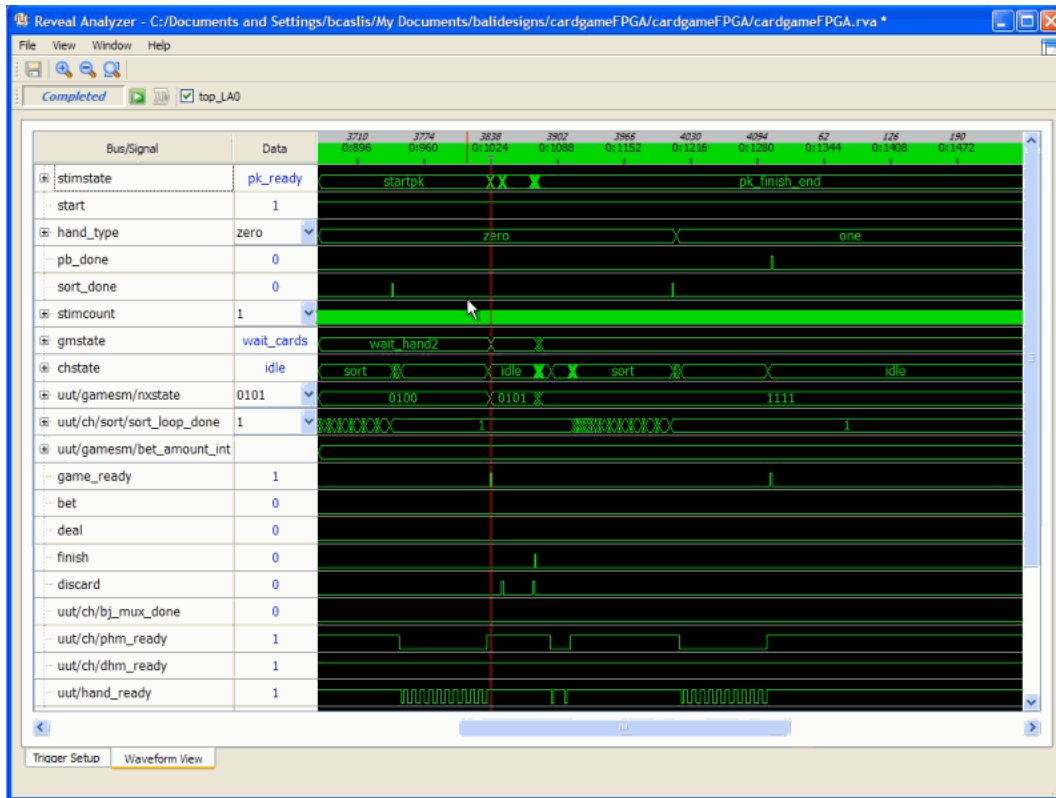 Reveal Analyzer - C:/Documents and Settings/bcaslis/My Documents/balidesigns/cardgameFPGA/cardgameFPGA/cardgameFPGA.rva *
File View Window Help
Completed top_LA0
3710 3774 3838 3902 3966 4030 4094 62 126 190
Bus/Signal Data 0:896 0:960 0:1024 0:1088 0:1152 0:1216 0:1280 0:1344 0:1408 0:1472
stimstate pk_ready startpk pk_finish_end
start 1
hand_type zero zero one
pb_done 0
sort_done 0
stimcount 1
gmstate wait_cards wait_hand2
chstate idle sort idle sort idle
uut/gamesm/nxstate 0101 0100 0101 1111
uut/ch/sort/sort_loop_done 1 1 1
uut/gamesm/bet_amount_int
game_ready 1
bet 0
deal 0
finish 0
discard 0
uut/ch/bj_mux_done 0
uut/ch/phm_ready 1
uut/ch/dhm_ready 1
uut/hand_ready 1
Trigger Setup Waveform View